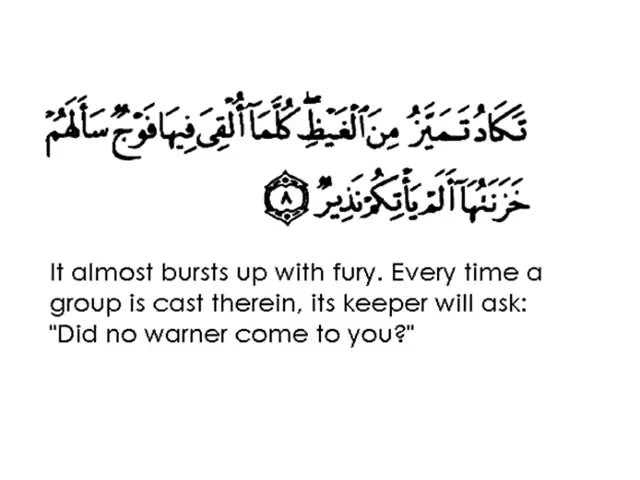 تَكَادُ تَمَيَّزُ مِنَ ٱلْغَيْظِ ۖ كُلَّمَآ أُلْقِىَ فِيهَا فَوْجٌ سَأَلَهُمْ
خَزَنَتُهَآ أَلَمْ يَأْتِكُمْ نَذِيرٌ ٨
It almost bursts up with fury. Every time a
group is cast therein, its keeper will ask:
"Did no warner come to you?"